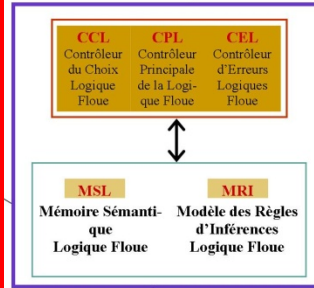 CCL CPL CEL
Contrôleur Contrôleur Contrôleur
du Choix Principale d'Erreurs
Logique de la Logi- Logiques
Floue que Floue Floue
MSL MRI
Mémoire Sémanti- Modèle des Règles
que d'Inférences
Logique Floue Logique Floue